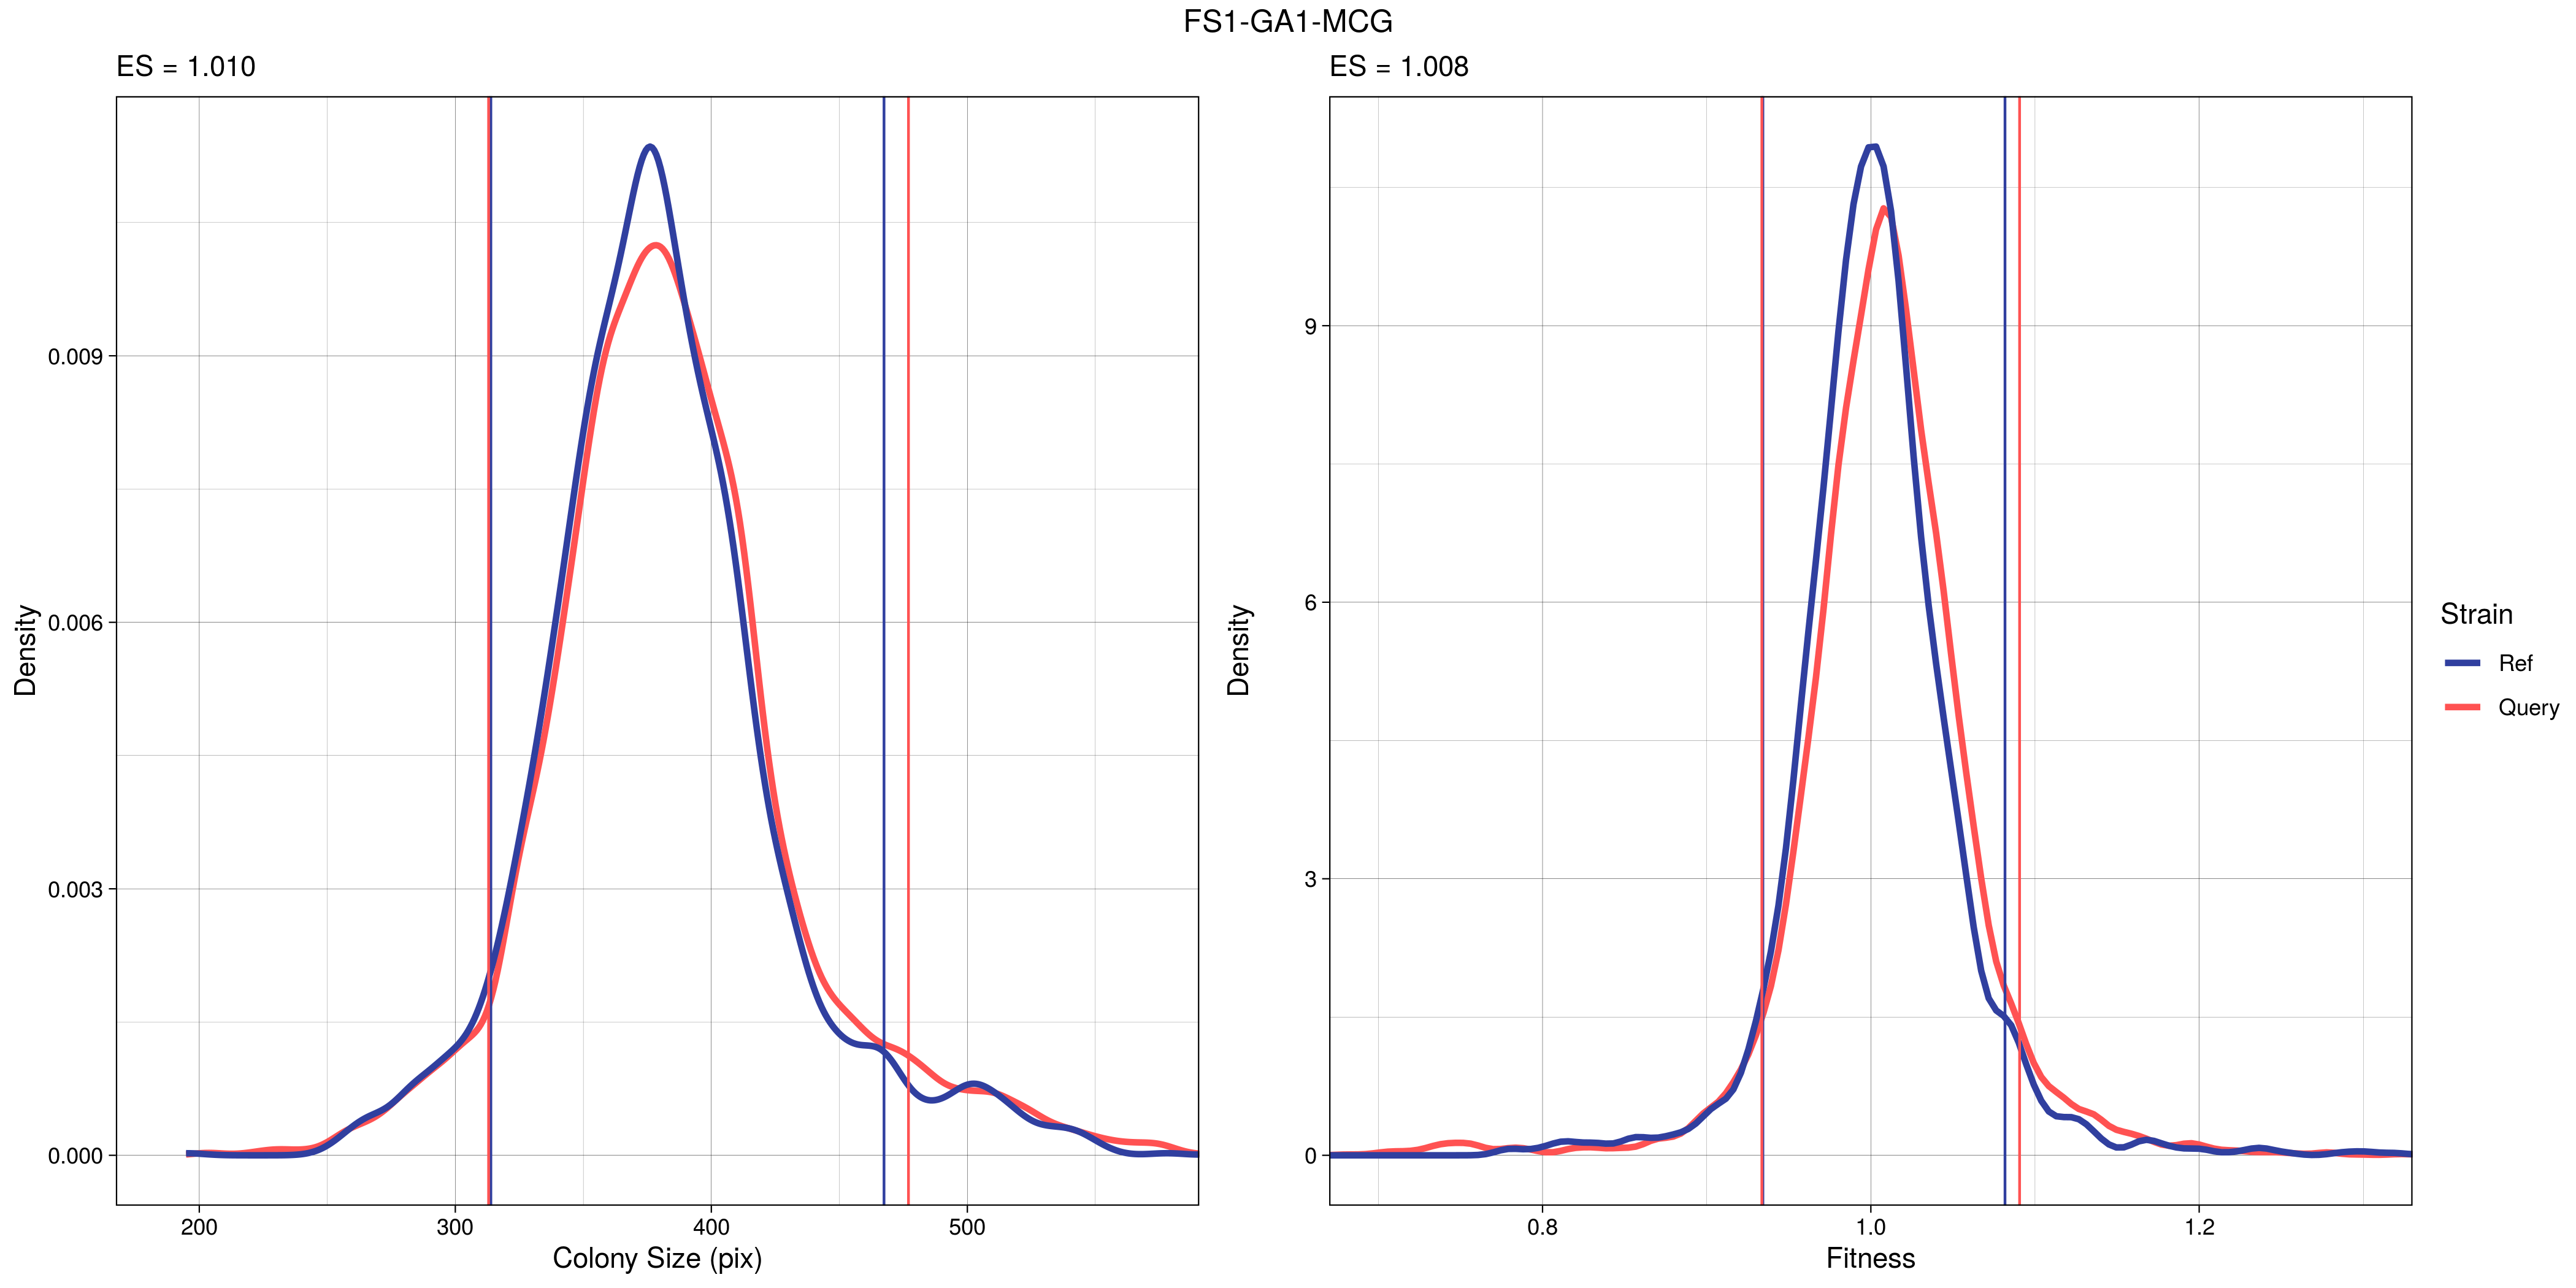 FS1-GA1-MCG
ES = 1.010
ES = 1.008
Density
0.009
0.006
0.003
0.000
200 300 400 500
Colony Size (pix)
Density
9
6
3
0
0.8 1.0 1.2
Fitness
Strain
Ref
Query